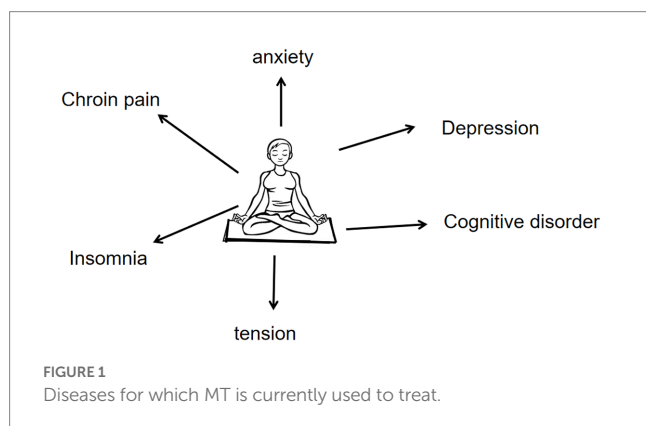 anxiety
Chroin pain
Depression
Cognitive disorder
Insomnia
tension
FIGURE 1
Diseases for which MT is currently used to treat.